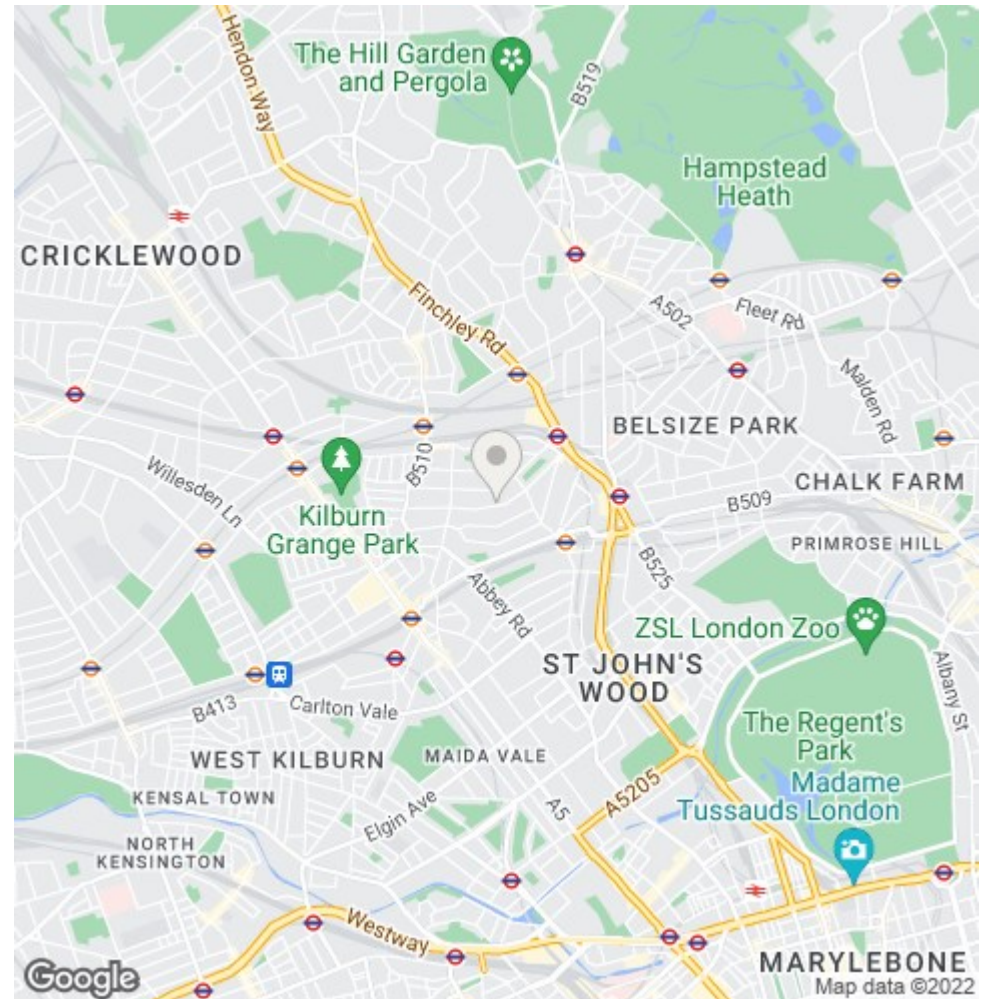 Hendon Way
The Hill Garden
and Pergola
B519
Hampstead
Heath
CRICKLEWOOD
Finchley Rd
A502
Fleet Rd
Malden Rd
BELSIZE PARK
B510
Willesden Ln
CHALK FARM
B509
Kilburn
Grange Park
PRIMROSE HILL
B525
Abbey Rd
ZSL London Zoo
Albany St
ST JOHN'S
WOOD
B413
Carlton Vale
The Regent's
Park
WEST KILBURN
MAIDA VALE
Madame
Tussauds London
A5205
KENSAL TOWN
Elgin Ave
A5
NORTH
KENSINGTON
Westway
MARYLEBONE
Google
Map data ©2022